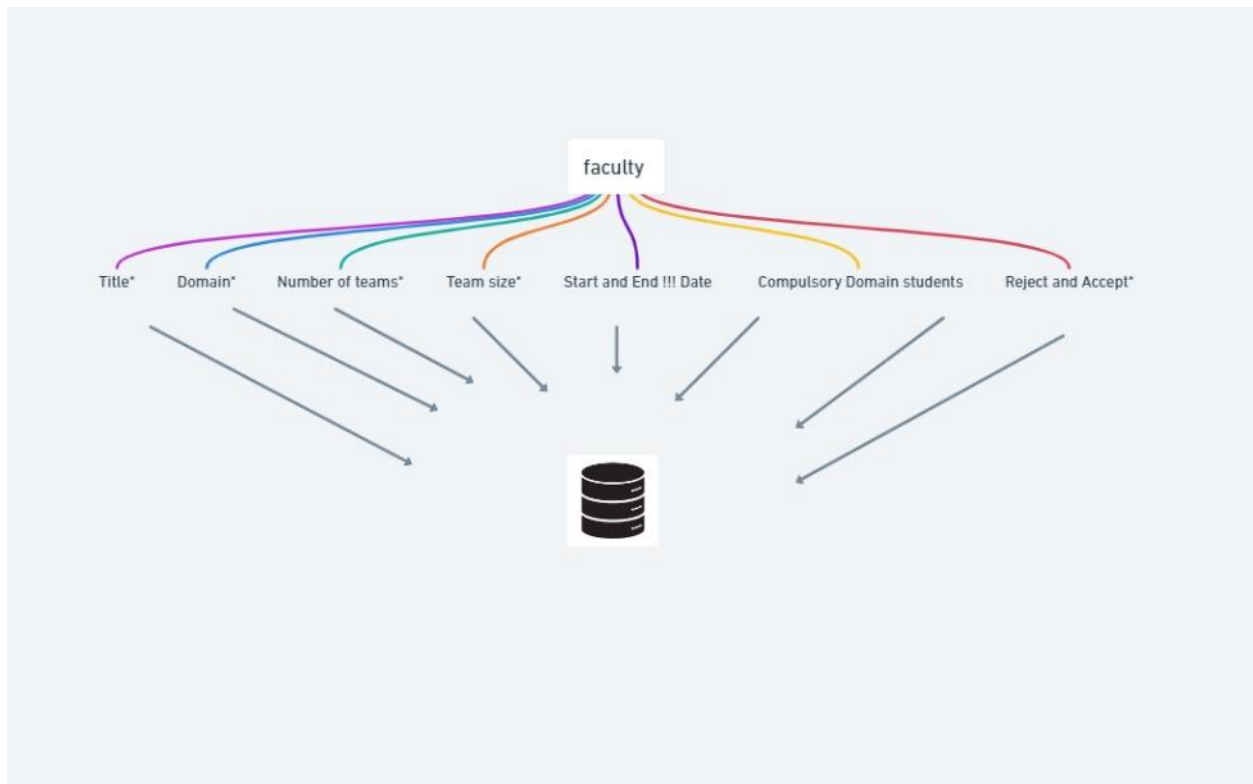 faculty
Title*
Domain*
Number of teams*
Team size*
Start and End !!! Date
Compulsory Domain students
Reject and Accept*